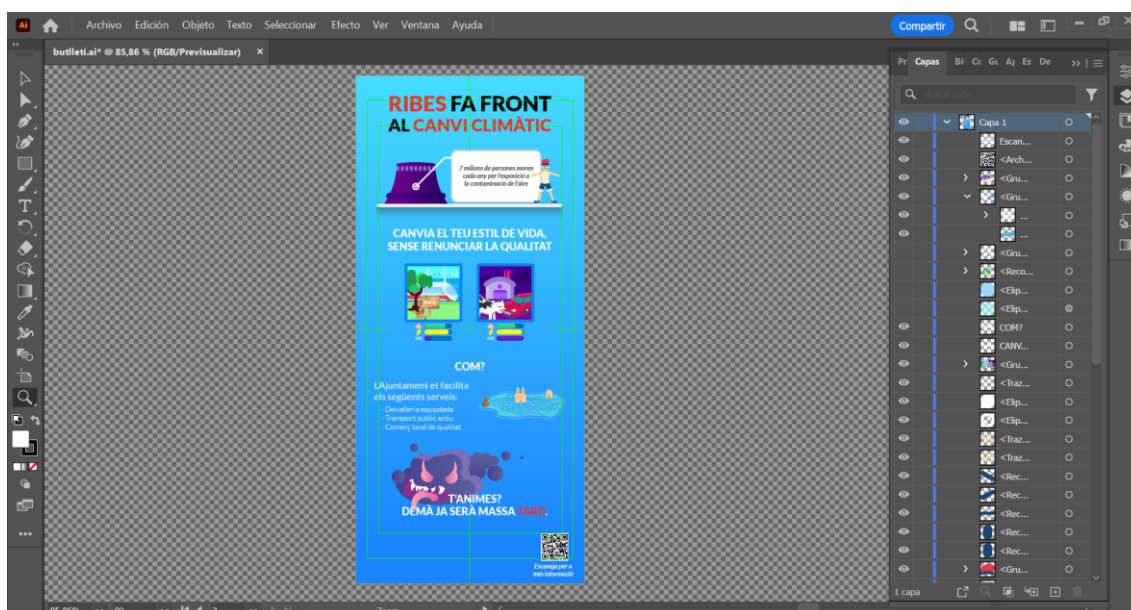 Archivo Edición Objeto Texto Seleccionar Efecto Ver Ventana Ayuda
Compartir
butlletí.ai* @ 85,86 % (RGB/Previsualizar) ×
Capas
Capa 1
Escan...
<Arch...
<Gru...
<Gru...
...
...
<Gru...
<Reco...
<Elip...
<Elip...
COM?
CANV...
<Gru...
<Traz...
<Elip...
<Elip...
<Traz...
<Traz...
<Rec...
<Rec...
<Rec...
<Rec...
<Rec...
<Gru...
1 capa
RIBES FA FRONT
AL CANVI CLIMÀTIC
7 milions de persones moren
cada any per l'exposició a
la contaminació de l'aire
CANVIA EL TEU ESTIL DE VIDA,
SENSE RENUNCIAR LA QUALITAT
COM?
L'Ajuntament et facilita
els següents serveis:
- Deixalleria equipdada
- Transport públic actiu
- Comerç local de qualitat
T'ANIMES?
DEMÀ JA SERÀ MASSA TARD.
Escaneja per a
més informació